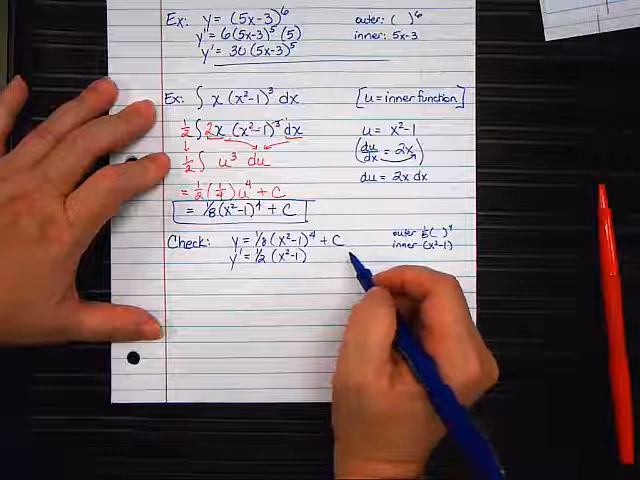 Ex: y = (5x-3)⁶ outer: ( )⁶
y' = 6(5x-3)⁵ (5) inner: 5x-3
y' = 30(5x-3)⁵
Ex: ∫ x (x²-1)³ dx [u = inner function]
½ ∫ 2x (x²-1)³ dx u = x²-1
(du/dx = 2x)
½ ∫ u³ du du = 2x dx
= ½ (¼) u⁴ + C
= ⅛ (x²-1)⁴ + C
Check: y = ⅛ (x²-1)⁴ + C outer ⅛( )⁴
y' = ½ (x²-1) inner (x²-1)